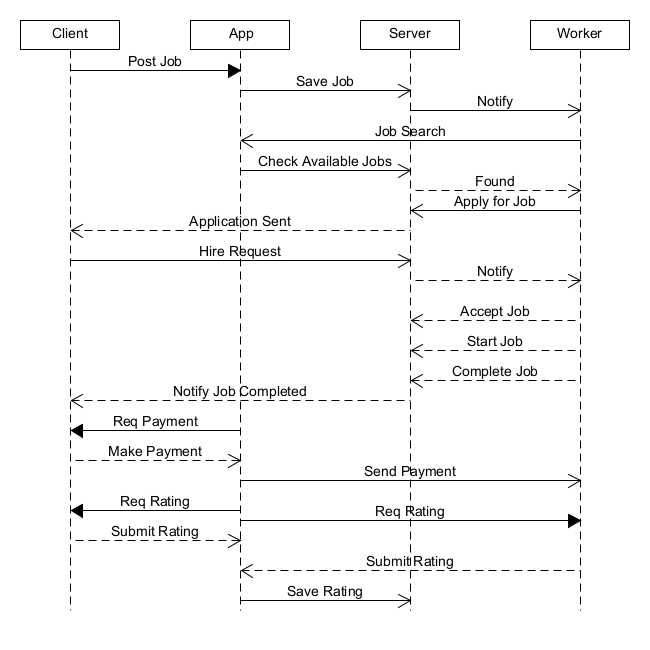 Client
App
Server
Worker
Post Job
Save Job
Notify
Job Search
Check Available Jobs
Found
Apply for Job
Application Sent
Hire Request
Notify
Accept Job
Start Job
Complete Job
Notify Job Completed
Req Payment
Make Payment
Send Payment
Req Rating
Req Rating
Submit Rating
Submit Rating
Save Rating